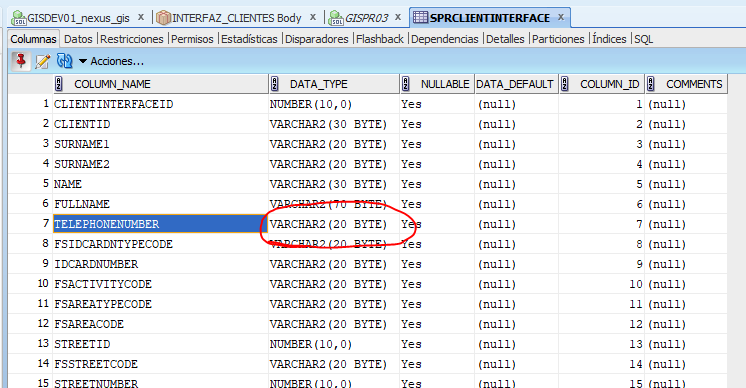 GISDEV01_nexus_gis x INTERFAZ_CLIENTES Body x GISPR03 x SPRCLIENTINTERFACE x
Columnas Datos Restricciones Permisos Estadísticas Disparadores Flashback Dependencias Detalles Particiones Índices SQL
Acciones...
COLUMN_NAME DATA_TYPE NULLABLE DATA_DEFAULT COLUMN_ID COMMENTS
1 CLIENTINTERFACEID NUMBER(10,0) Yes (null) 1 (null)
2 CLIENTID VARCHAR2(30 BYTE) Yes (null) 2 (null)
3 SURNAME1 VARCHAR2(20 BYTE) Yes (null) 3 (null)
4 SURNAME2 VARCHAR2(20 BYTE) Yes (null) 4 (null)
5 NAME VARCHAR2(30 BYTE) Yes (null) 5 (null)
6 FULLNAME VARCHAR2(70 BYTE) Yes (null) 6 (null)
7 TELEPHONENUMBER VARCHAR2(20 BYTE) Yes (null) 7 (null)
8 FSIDCARDNTYPECODE VARCHAR2(20 BYTE) Yes (null) 8 (null)
9 IDCARDNUMBER VARCHAR2(20 BYTE) Yes (null) 9 (null)
10 FSACTIVITYCODE VARCHAR2(20 BYTE) Yes (null) 10 (null)
11 FSAREATYPECODE VARCHAR2(20 BYTE) Yes (null) 11 (null)
12 FSAREACODE VARCHAR2(20 BYTE) Yes (null) 12 (null)
13 STREETID NUMBER(10,0) Yes (null) 13 (null)
14 FSSTREETCODE VARCHAR2(20 BYTE) Yes (null) 14 (null)
15 STREETNUMBER NUMBER(10,0) Yes (null) 15 (null)